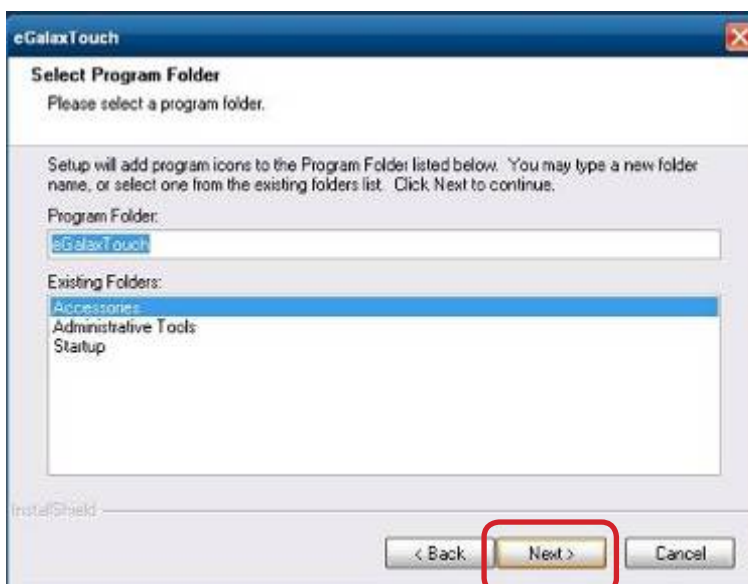 eGalaxTouch
Select Program Folder
Please select a program folder.
Setup will add program icons to the Program Folder listed below. You may type a new folder
name, or select one from the existing folders list. Click Next to continue.
Program Folder:
eGalaxTouch
Existing Folders:
Accessories
Administrative Tools
Startup
InstallShield
< Back
Next >
Cancel